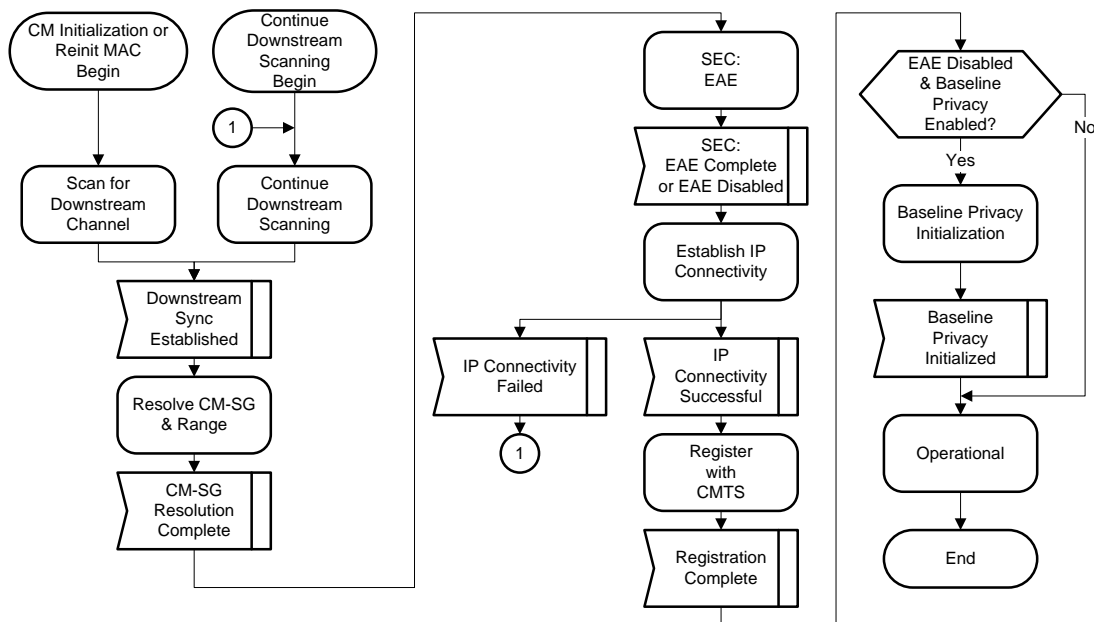 CM Initialization or
Reinit MAC
Begin
Continue
Downstream
Scanning
Begin
1
Scan for
Downstream
Channel
Continue
Downstream
Scanning
Downstream
Sync
Established
Resolve CM-SG
& Range
CM-SG
Resolution
Complete
SEC:
EAE
SEC:
EAE Complete
or EAE Disabled
Establish IP
Connectivity
IP Connectivity
Failed
1
IP
Connectivity
Successful
Register
with
CMTS
Registration
Complete
EAE Disabled
& Baseline
Privacy
Enabled?
No
Yes
Baseline Privacy
Initialization
Baseline
Privacy
Initialized
Operational
End